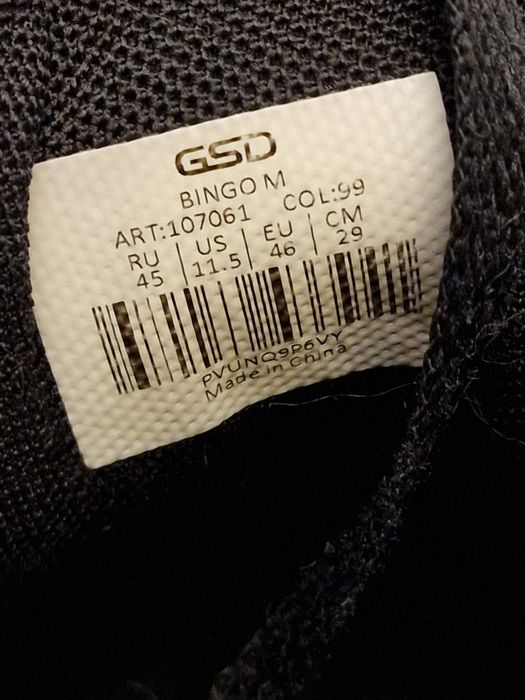 GSD
BINGO M
ART:107061 COL:99
RU | US | EU | CM
45 | 11.5 | 46 | 29
PVUNQ9P6VY
Made in China